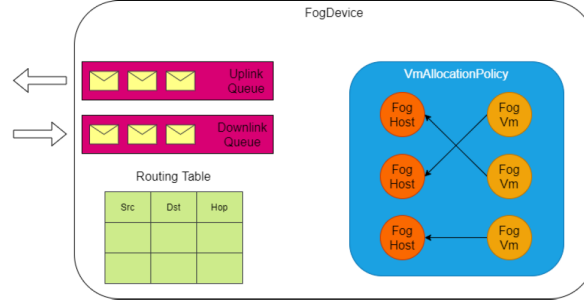 FogDevice
Uplink
Queue
Downlink
Queue
Routing Table
Src Dst Hop
VmAllocationPolicy
Fog
Host
Fog
Vm
Fog
Host
Fog
Vm
Fog
Host
Fog
Vm